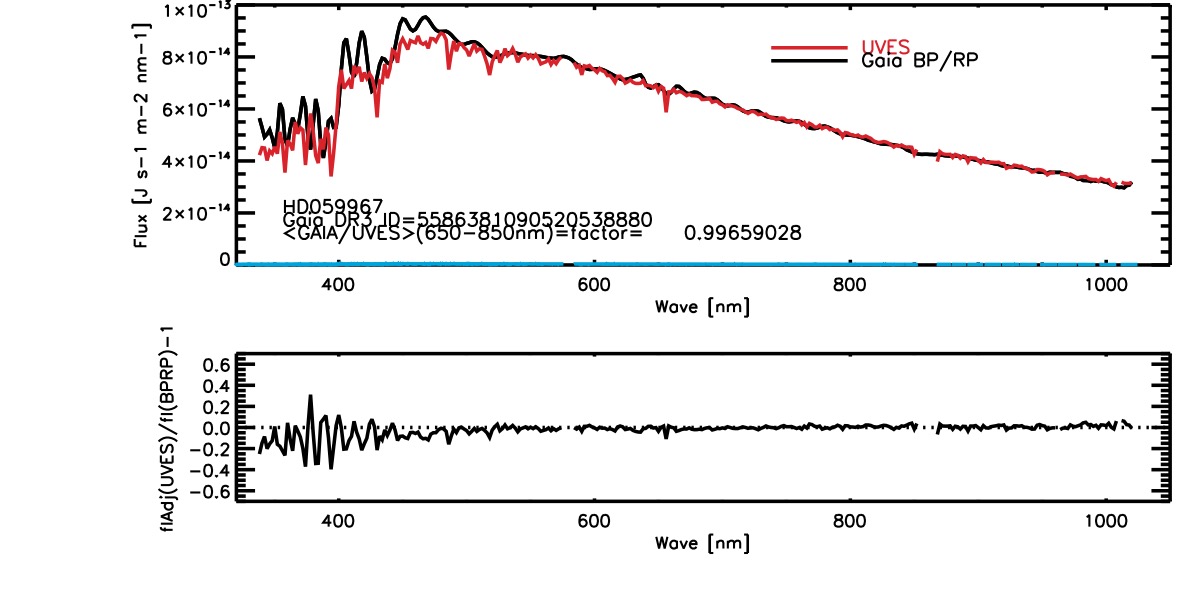 1×10−13
8×10−14
6×10−14
4×10−14
2×10−14
0
Flux [J s−1 m−2 nm−1]
UVES
Gaia BP/RP
HD059967
Gaia DR3 ID=5586381090520538880
<GAIA/UVES>(650−850nm)=factor= 0.99659028
400 600 800 1000
Wave [nm]
0.6
0.4
0.2
0.0
−0.2
−0.4
−0.6
flAdj(UVES)/fl(BPRP)−1
400 600 800 1000
Wave [nm]